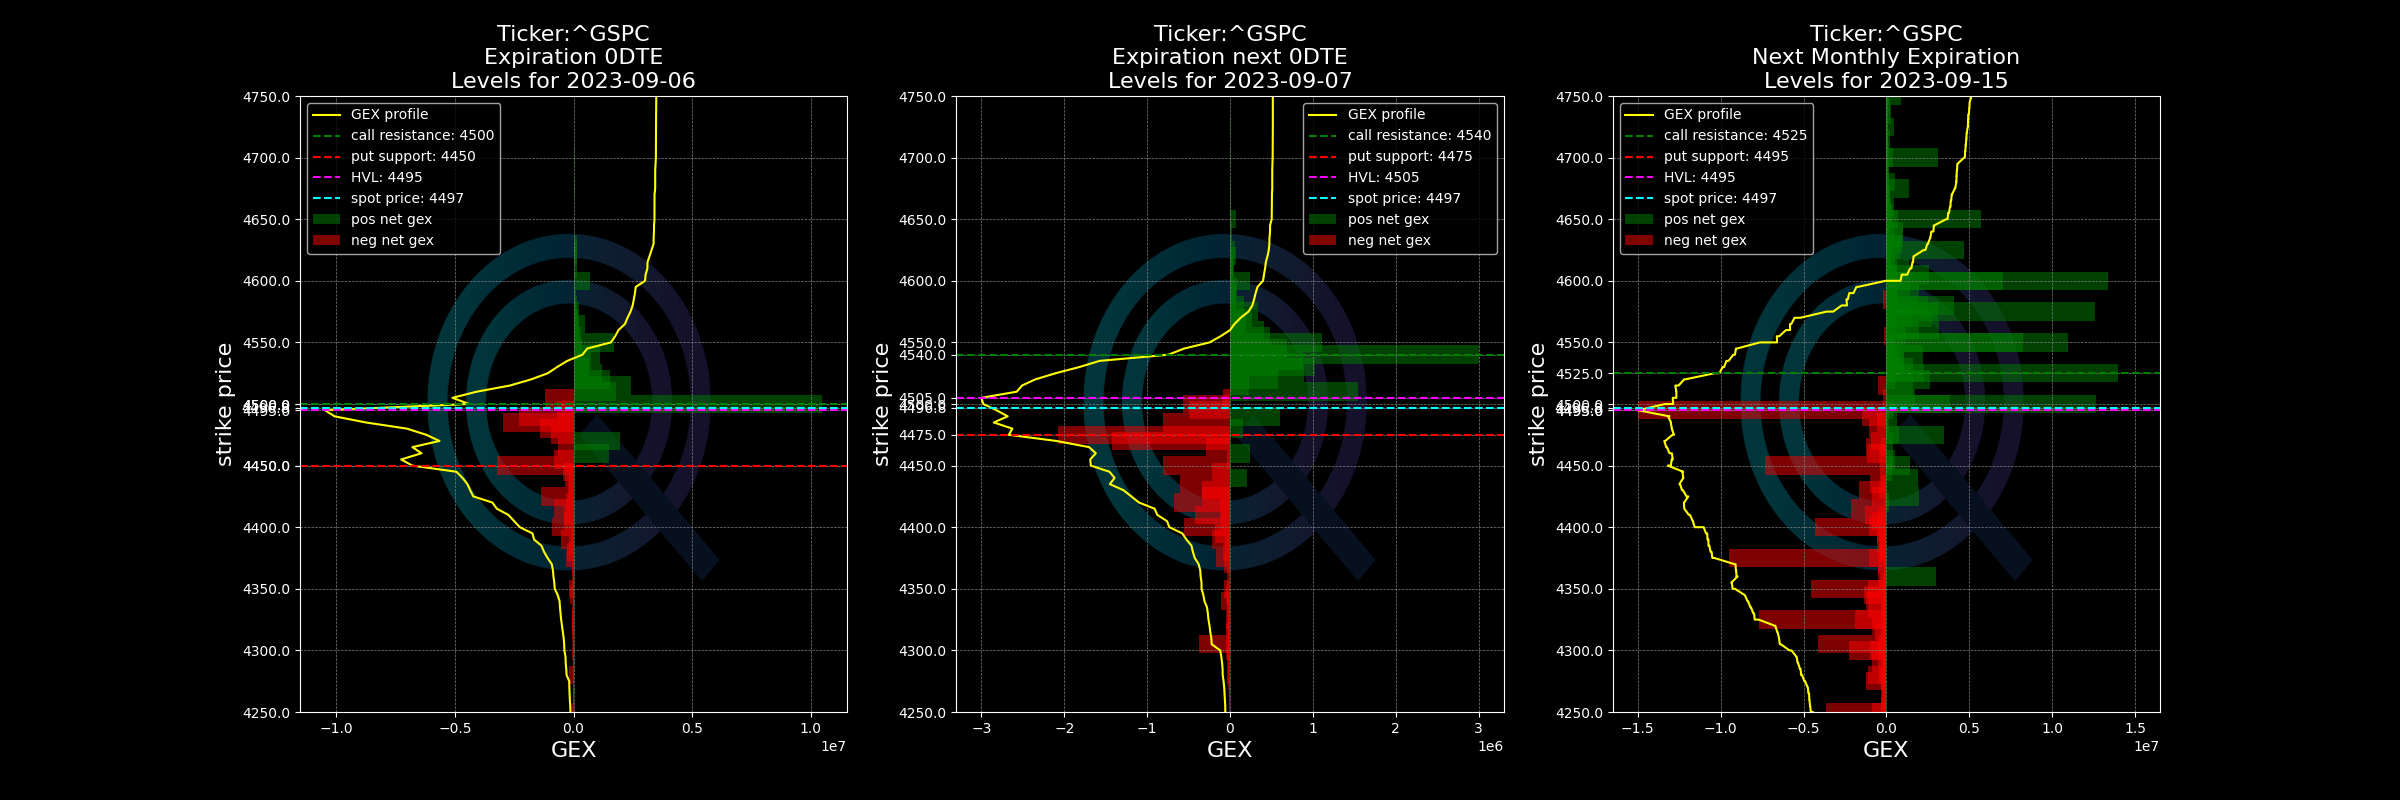 Ticker:^GSPC
Expiration 0DTE
Levels for 2023-09-06
GEX profile
call resistance: 4500
put support: 4450
HVL: 4495
spot price: 4497
pos net gex
neg net gex
4750.0
4700.0
4650.0
4600.0
4550.0
4500.0
4450.0
4400.0
4350.0
4300.0
4250.0
strike price
−1.0
−0.5
0.0
0.5
1.0
1e7
GEX
Ticker:^GSPC
Expiration next 0DTE
Levels for 2023-09-07
GEX profile
call resistance: 4540
put support: 4475
HVL: 4505
spot price: 4497
pos net gex
neg net gex
4750.0
4700.0
4650.0
4600.0
4550.0
4540.0
4505.0
4475.0
4450.0
4400.0
4350.0
4300.0
4250.0
strike price
−3
−2
−1
0
1
2
3
1e6
GEX
Ticker:^GSPC
Next Monthly Expiration
Levels for 2023-09-15
GEX profile
call resistance: 4525
put support: 4495
HVL: 4495
spot price: 4497
pos net gex
neg net gex
4750.0
4700.0
4650.0
4600.0
4550.0
4525.0
4500.0
4450.0
4400.0
4350.0
4300.0
4250.0
strike price
−1.5
−1.0
−0.5
0.0
0.5
1.0
1.5
1e7
GEX